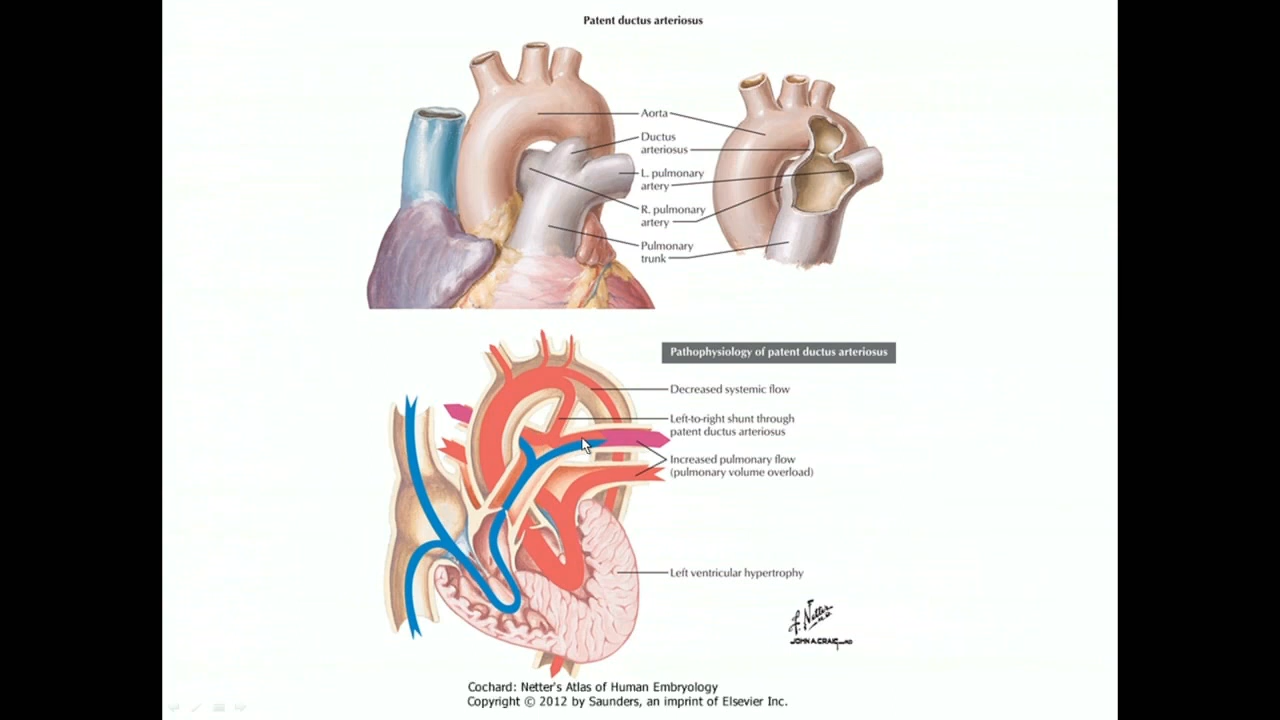 Patent ductus arteriosus
Aorta
Ductus
arteriosus
L. pulmonary
artery
R. pulmonary
artery
Pulmonary
trunk
Pathophysiology of patent ductus arteriosus
Decreased systemic flow
Left-to-right shunt through
patent ductus arteriosus
Increased pulmonary flow
(pulmonary volume overload)
Left ventricular hypertrophy
F. Netter
M.D.
JOHN A. CRAIG_MD
Cochard: Netter's Atlas of Human Embryology
Copyright © 2012 by Saunders, an imprint of Elsevier Inc.